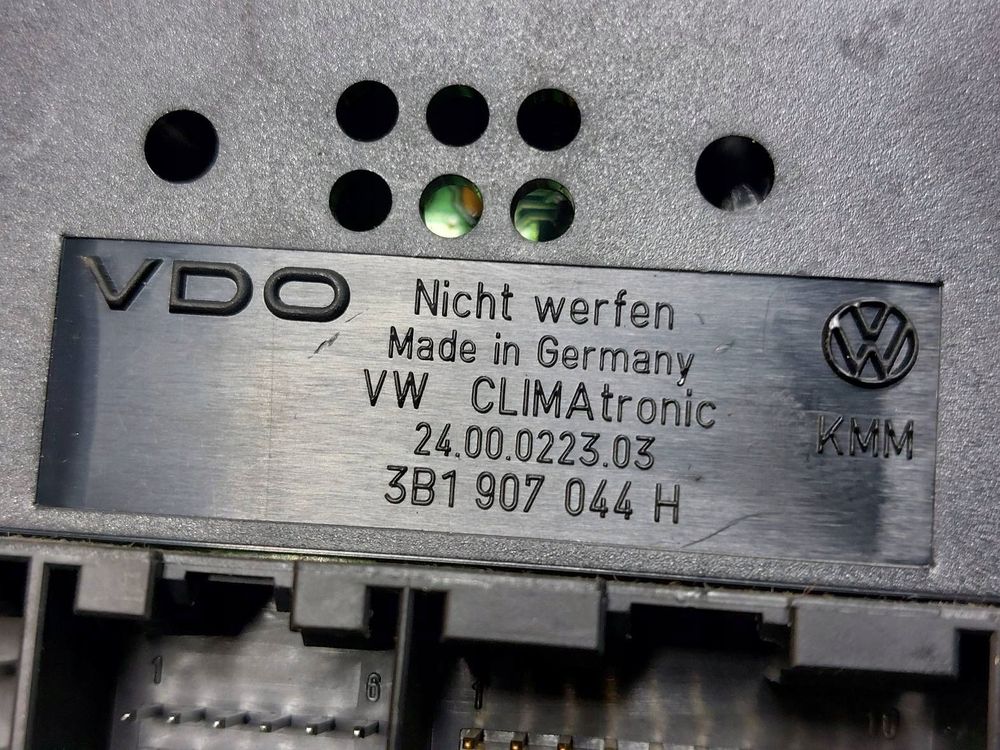 VDO
Nicht werfen
Made in Germany
VW CLIMAtronic
24.00.0223.03
3B1 907 044 H
VW
KMM
1
6
1
10